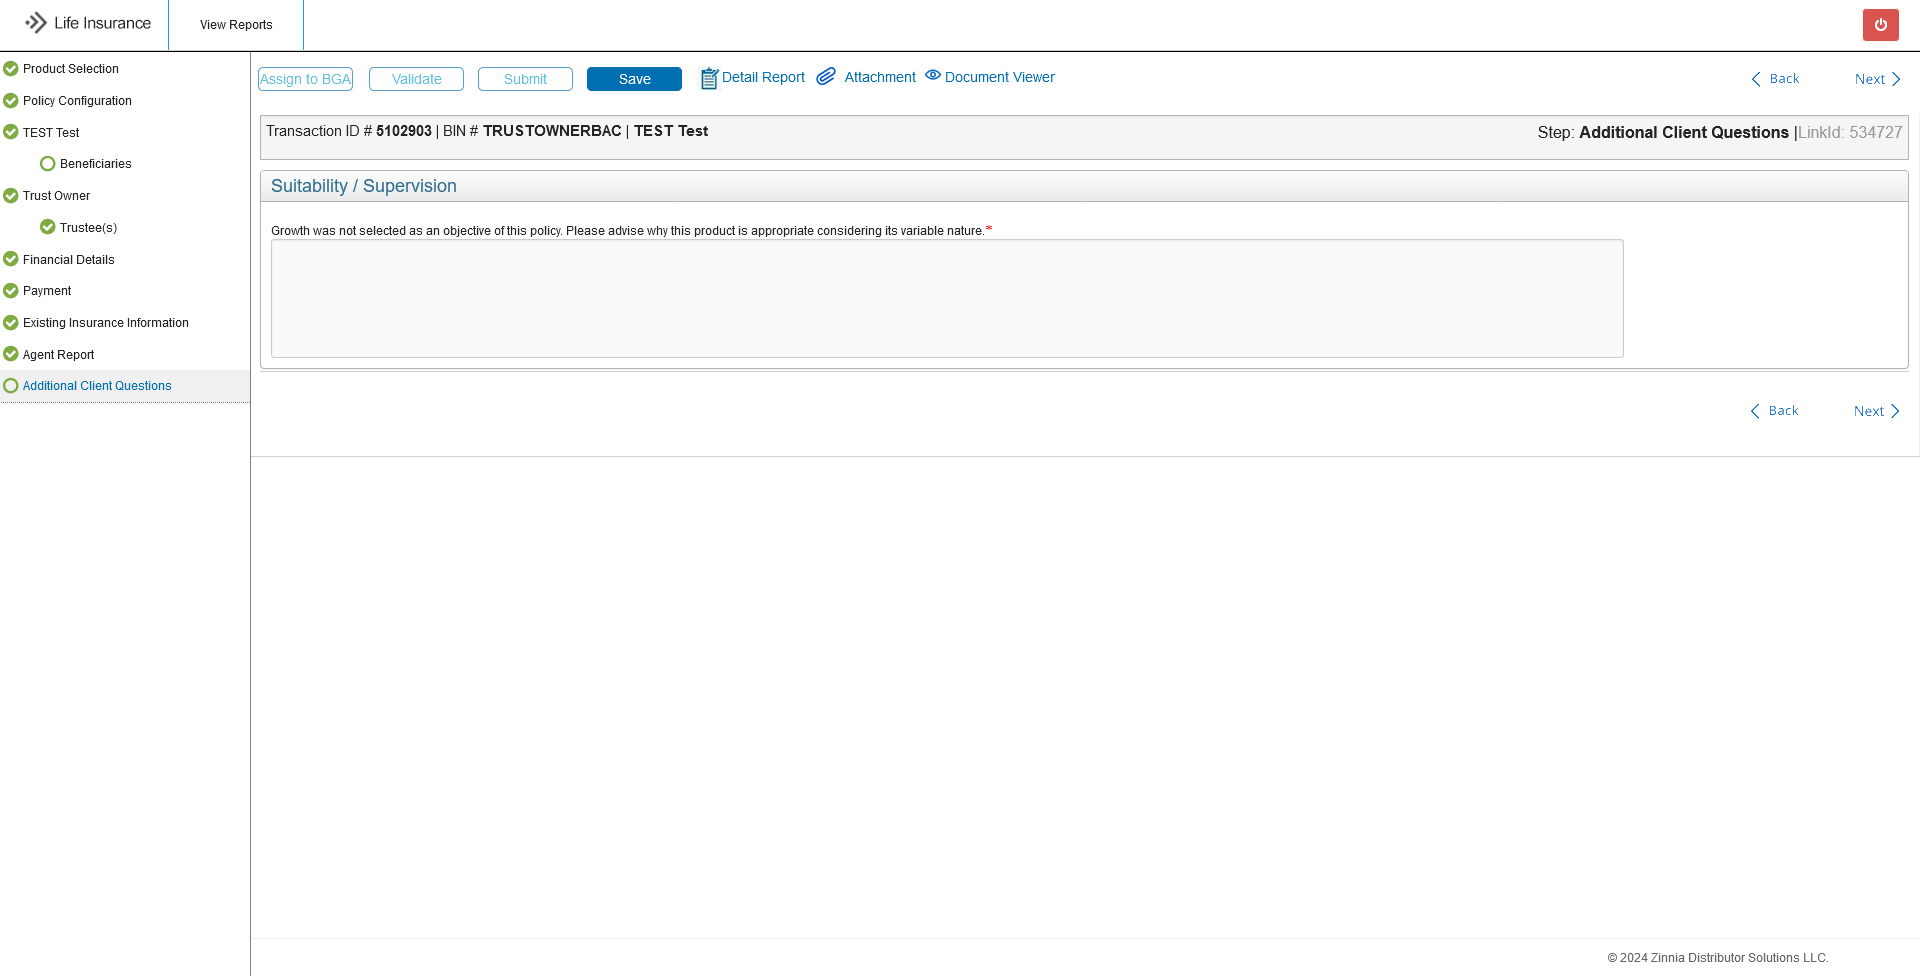 Life Insurance
View Reports
Product Selection
Policy Configuration
TEST Test
Beneficiaries
Trust Owner
Trustee(s)
Financial Details
Payment
Existing Insurance Information
Agent Report
Additional Client Questions
Assign to BGA Validate Submit Save Detail Report Attachment Document Viewer Back Next
Transaction ID # 5102903 | BIN # TRUSTOWNERBAC | TEST Test
Step: Additional Client Questions |LinkId: 534727
Suitability / Supervision
Growth was not selected as an objective of this policy. Please advise why this product is appropriate considering its variable nature.*
Back Next
© 2024 Zinnia Distributor Solutions LLC.